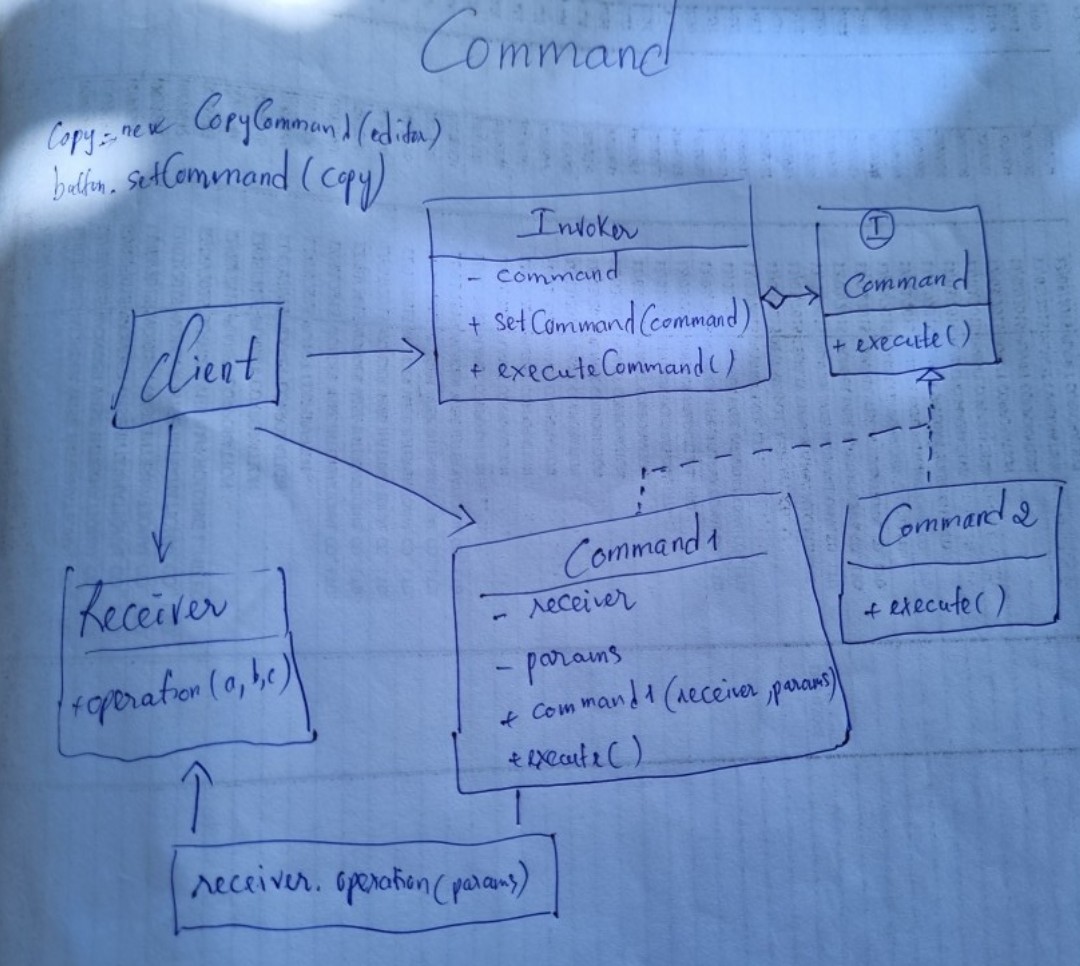 Command
Copy = new CopyCommand(editor)
button. setCommand (copy)
Invoker
- command
+ setCommand(command)
+ executeCommand()
I
Command
+ execute()
Client
Receiver
+operation(a,b,c)
Command1
- receiver
- params
+ command1(receiver,params)
+execute()
Command2
+ execute()
receiver. operation(params)